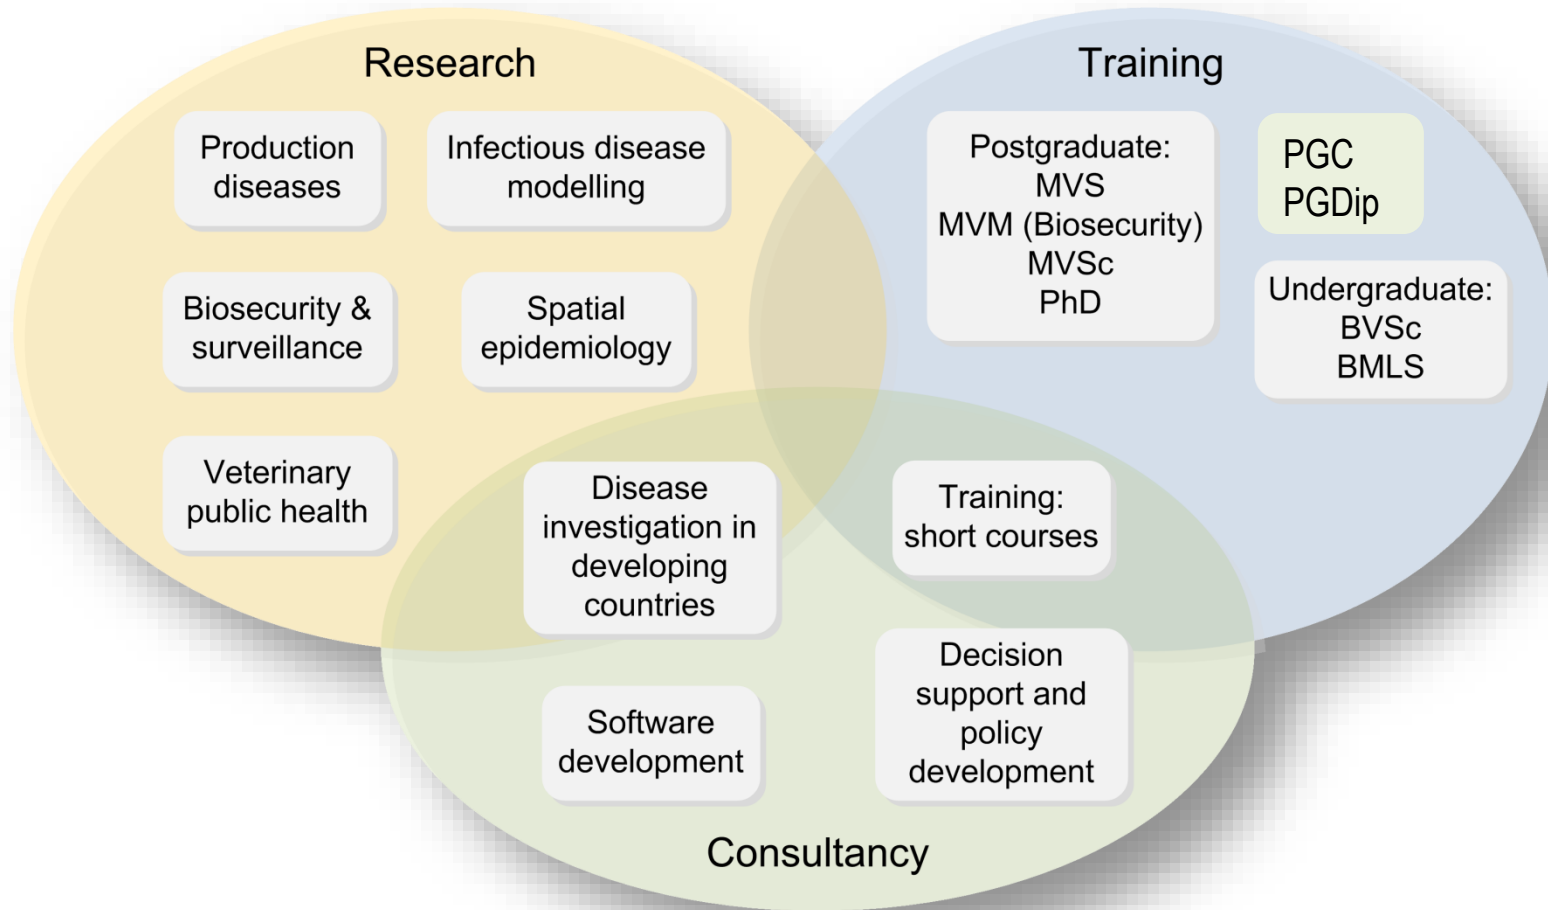 Research
Production
diseases
Infectious disease
modelling
Biosecurity &
surveillance
Spatial
epidemiology
Veterinary
public health
Training
Postgraduate:
MVS
MVM (Biosecurity)
MVSc
PhD
PGC
PGDip
Undergraduate:
BVSc
BMLS
Disease
investigation in
developing
countries
Training:
short courses
Software
development
Decision
support and
policy
development
Consultancy